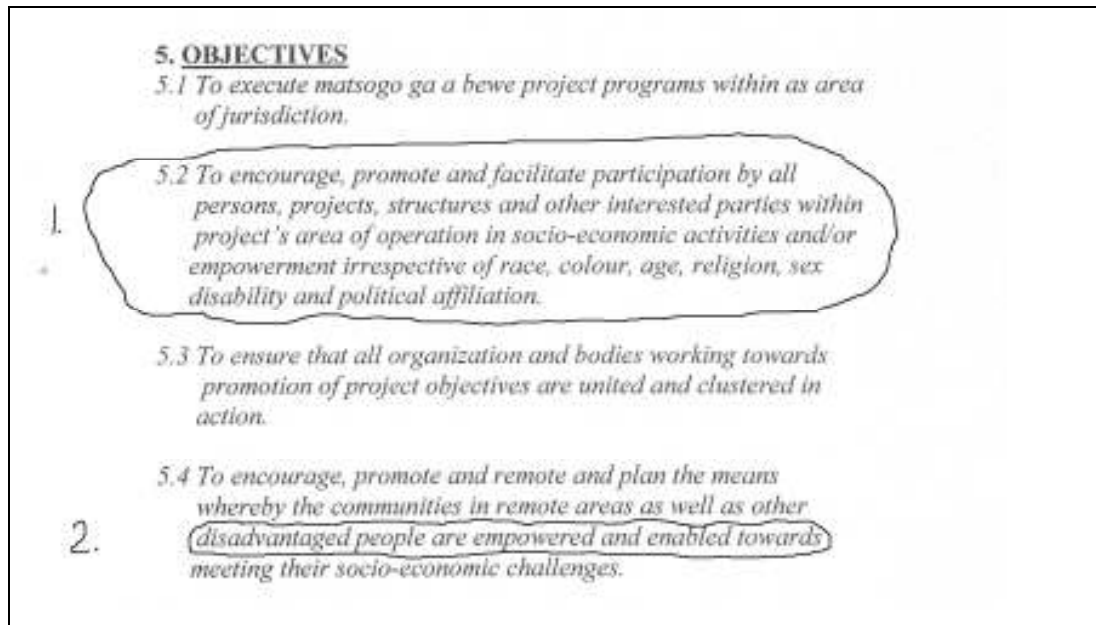 5. OBJECTIVES
5.1 To execute matsogo ga a bewe project programs within as area
of jurisdiction.
5.2 To encourage, promote and facilitate participation by all
1. persons, projects, structures and other interested parties within
project's area of operation in socio-economic activities and/or
empowerment irrespective of race, colour, age, religion, sex
disability and political affiliation.
5.3 To ensure that all organization and bodies working towards
promotion of project objectives are united and clustered in
action.
5.4 To encourage, promote and remote and plan the means
whereby the communities in remote areas as well as other
2. disadvantaged people are empowered and enabled towards
meeting their socio-economic challenges.